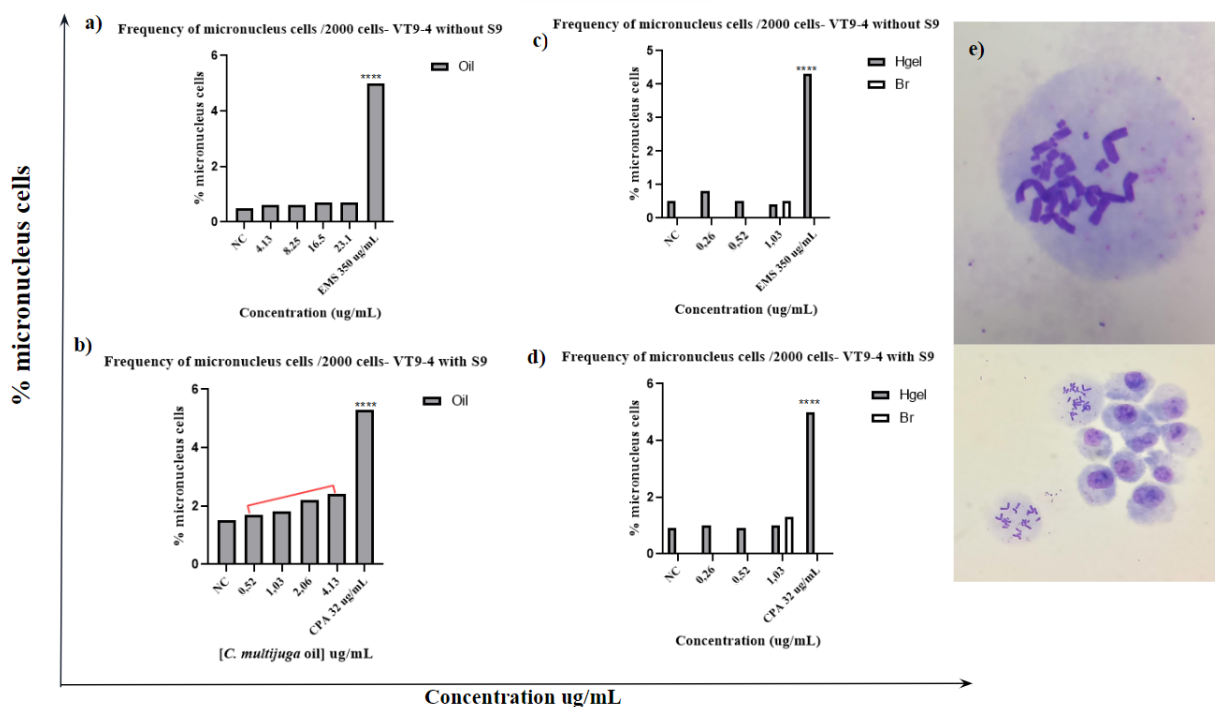 % micronucleus cells
a)
Frequency of micronucleus cells /2000 cells- VT9-4 without S9
% micronucleus cells
6
4
2
0
****
Oil
NC
4.13
8.25
16.5
23.1
EMS 350 ug/mL
Concentration (ug/mL)
c)
Frequency of micronucleus cells /2000 cells- VT9-4 without S9
% micronucleus cells
5
4
3
2
1
0
****
Hgel
Br
NC
0,26
0,52
1,03
EMS 350 ug/mL
Concentration (ug/mL)
e)
b)
Frequency of micronucleus cells /2000 cells- VT9-4 with S9
% micronucleus cells
6
4
2
0
****
Oil
NC
0,52
1,03
2,06
4.13
CPA 32 ug/mL
[C. multijuga oil] ug/mL
d)
Frequency of micronucleus cells /2000 cells- VT9-4 with S9
% micronucleus cells
6
4
2
0
****
Hgel
Br
NC
0,26
0,52
1,03
CPA 32 ug/mL
Concentration (ug/mL)
Concentration ug/mL